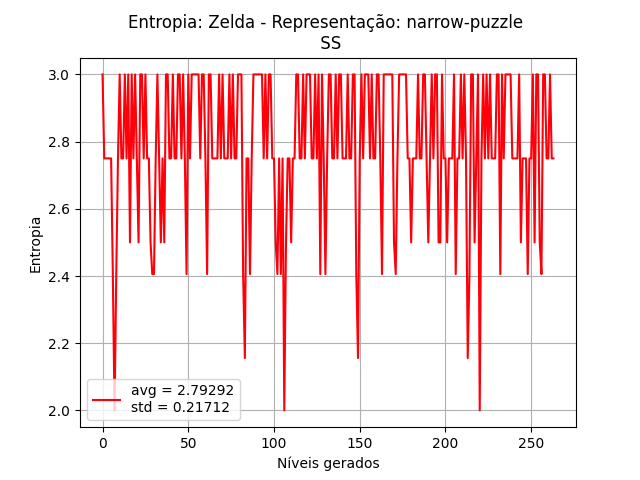 Entropia: Zelda - Representação: narrow-puzzle
SS
3.0
2.8
2.6
2.4
2.2
2.0
Entropia
avg = 2.79292
std = 0.21712
0 50 100 150 200 250
Níveis gerados